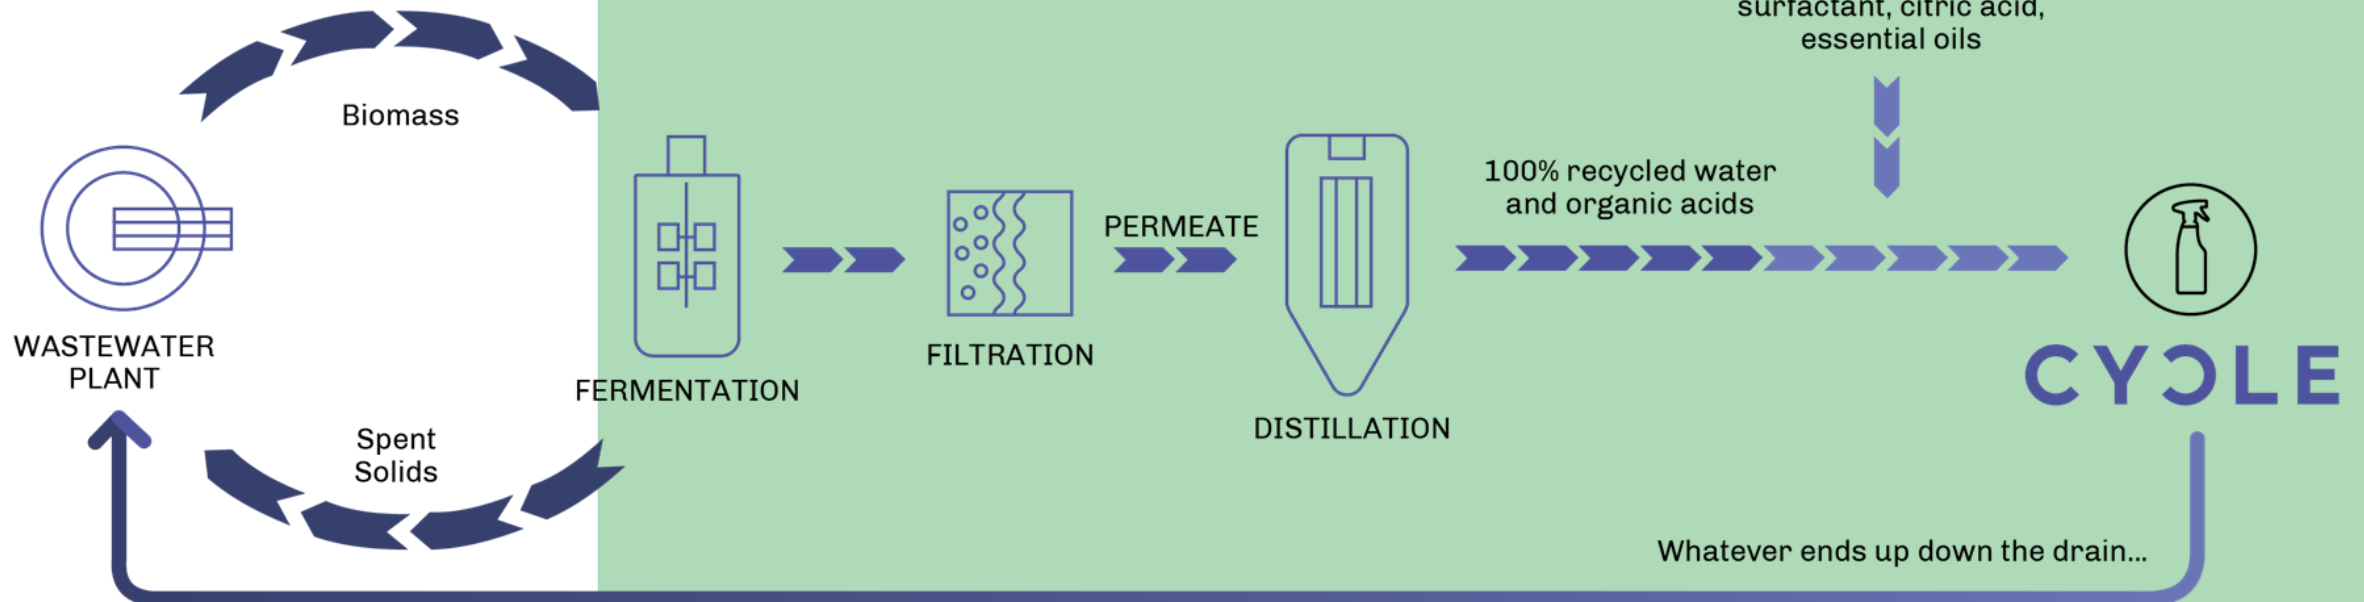 surfactant, citric acid,
essential oils
Biomass
100% recycled water
and organic acids
PERMEATE
WASTEWATER
PLANT
FILTRATION
FERMENTATION
CYCLE
DISTILLATION
Spent
Solids
Whatever ends up down the drain...